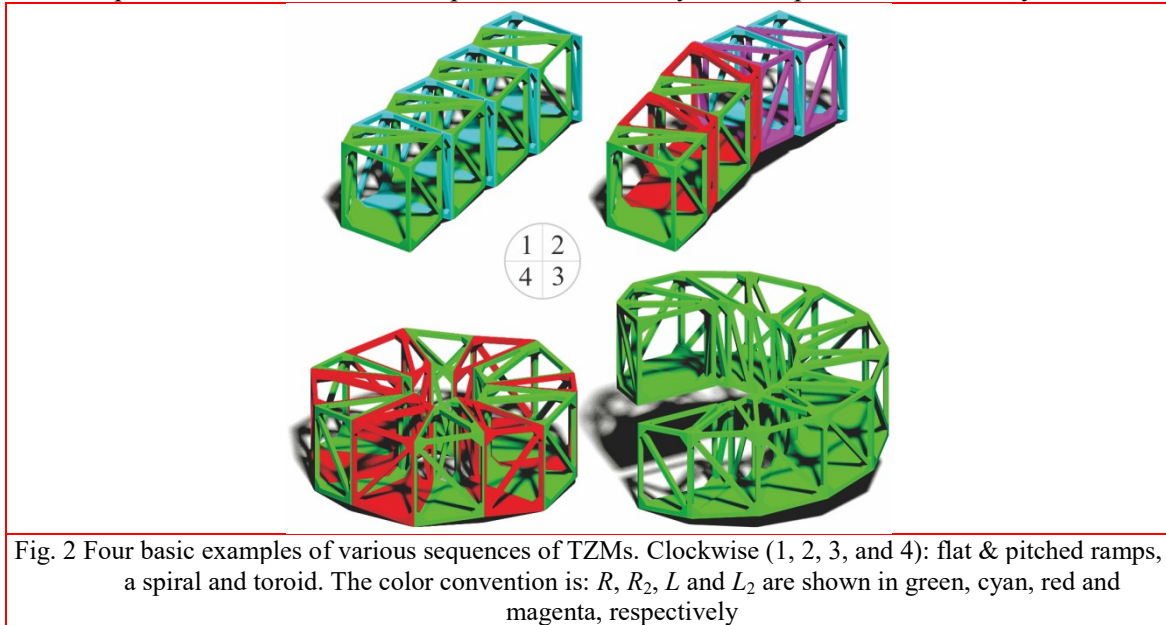 1 2
4 3
Fig. 2 Four basic examples of various sequences of TZMs. Clockwise (1, 2, 3, and 4): flat & pitched ramps,
a spiral and toroid. The color convention is: R, R₂, L and L₂ are shown in green, cyan, red and
magenta, respectively